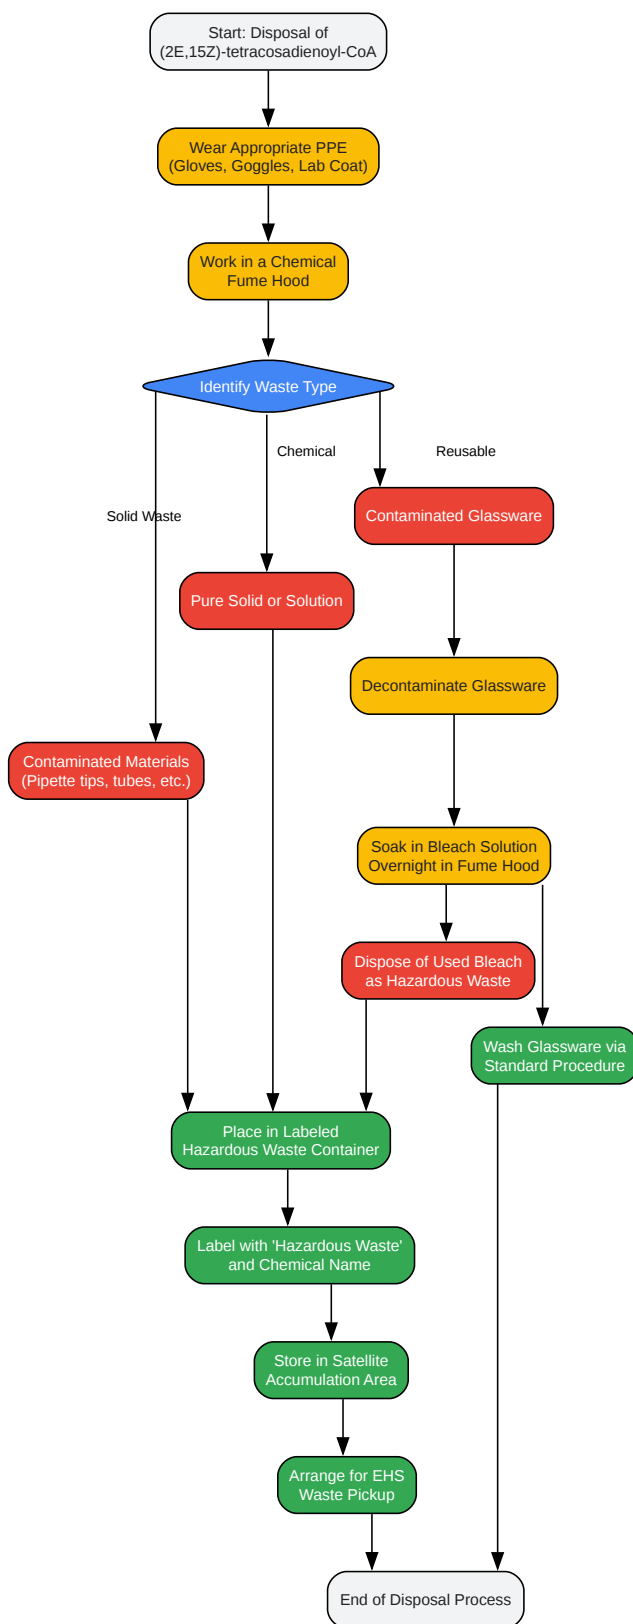 Start: Disposal of
(2E,15Z)-tetracosadienoyl-CoA
Wear Appropriate PPE
(Gloves, Goggles, Lab Coat)
Work in a Chemical
Fume Hood
Identify Waste Type
Chemical
Reusable
Solid Waste
Contaminated Glassware
Pure Solid or Solution
Decontaminate Glassware
Contaminated Materials
(Pipette tips, tubes, etc.)
Soak in Bleach Solution
Overnight in Fume Hood
Dispose of Used Bleach
as Hazardous Waste
Wash Glassware via
Standard Procedure
Place in Labeled
Hazardous Waste Container
Label with 'Hazardous Waste'
and Chemical Name
Store in Satellite
Accumulation Area
Arrange for EHS
Waste Pickup
End of Disposal Process